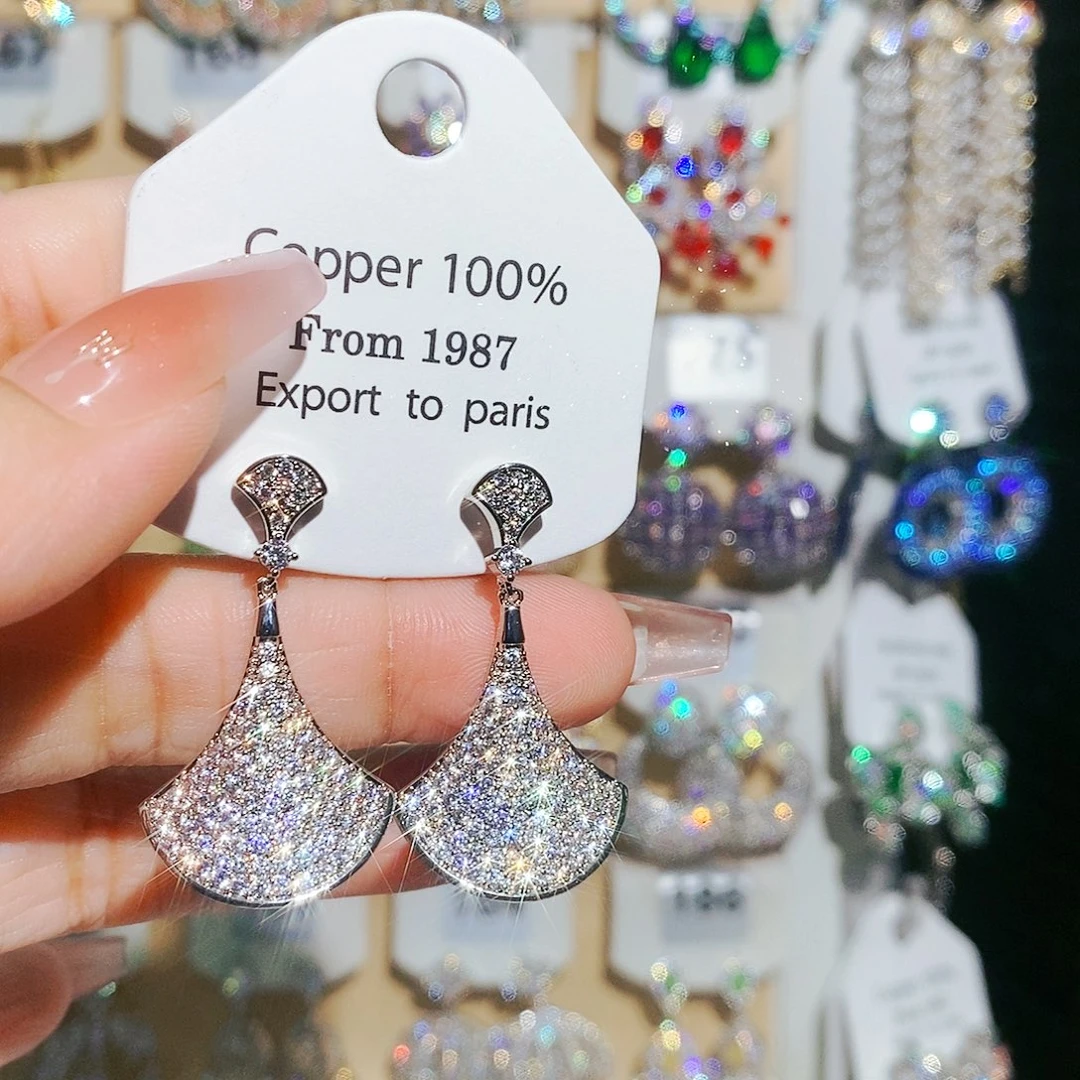 Copper 100%
From 1987
Export to paris